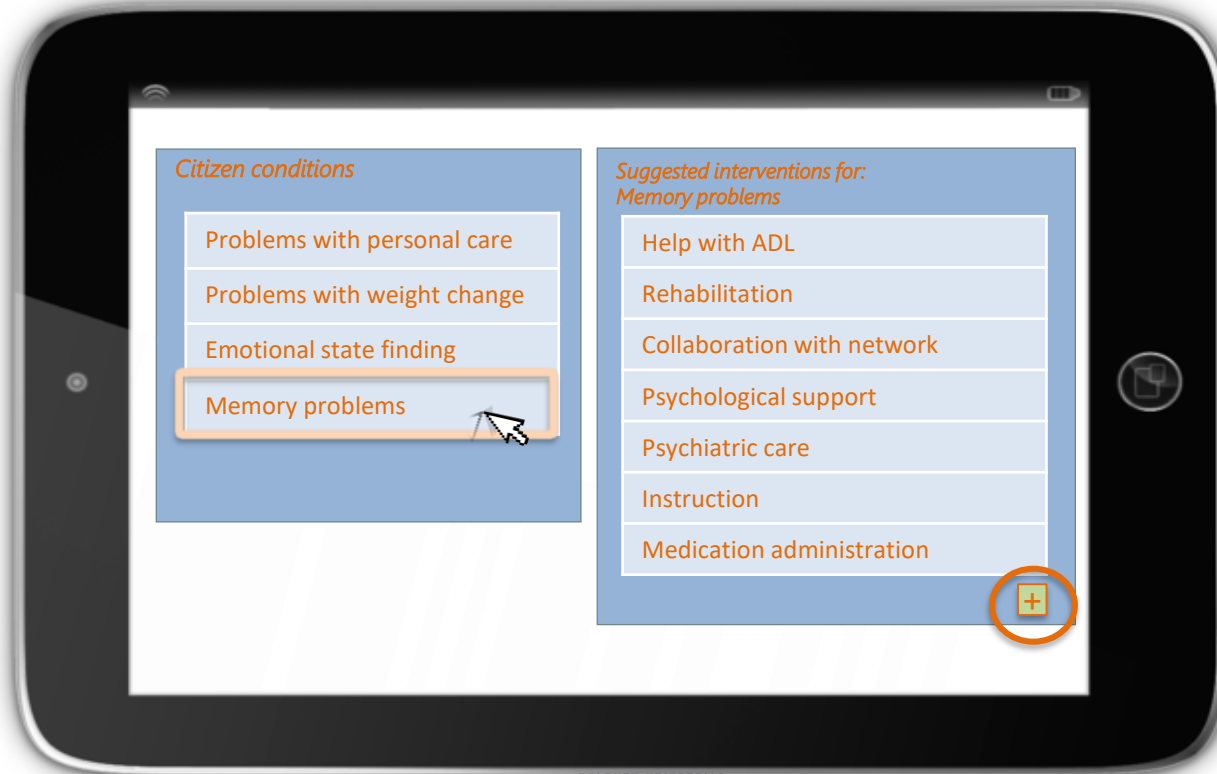 Citizen conditions
Problems with personal care
Problems with weight change
Emotional state finding
Memory problems
Suggested interventions for:
Memory problems
Help with ADL
Rehabilitation
Collaboration with network
Psychological support
Psychiatric care
Instruction
Medication administration
+